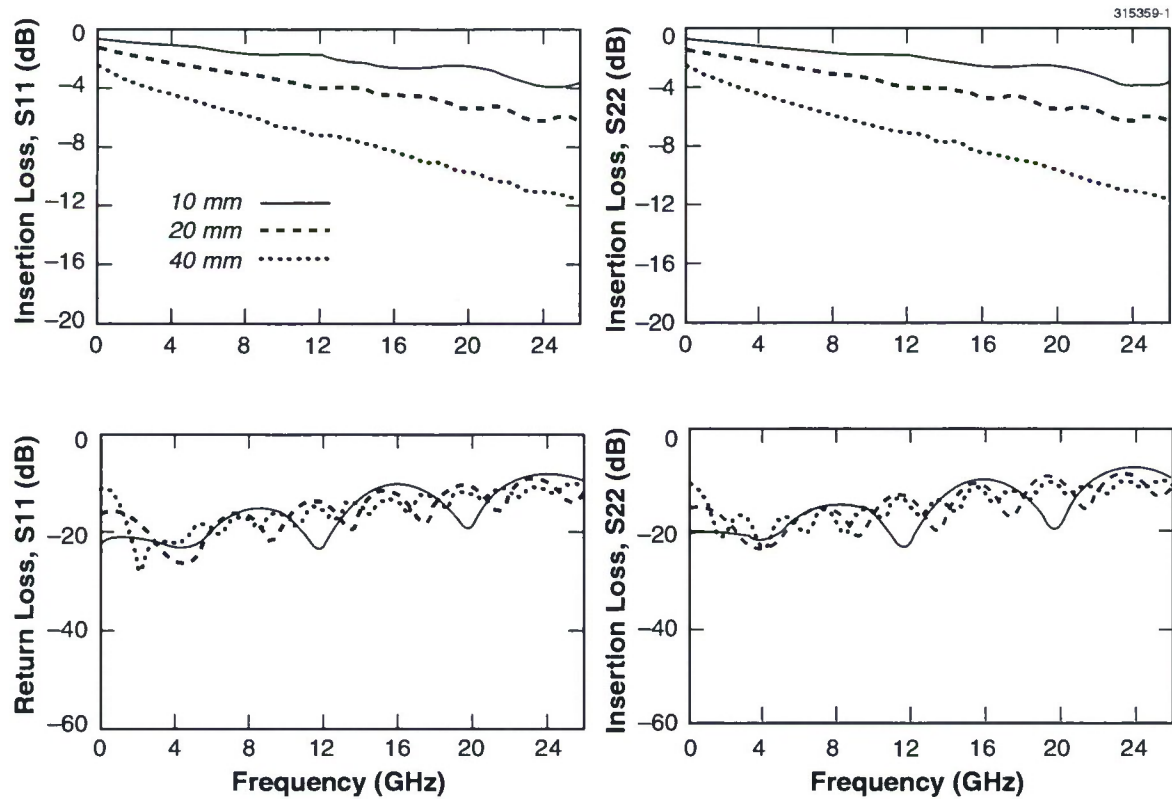 315359-1
Insertion Loss, S11 (dB)
0
−4
−8
−12
−16
−20
10 mm
20 mm
40 mm
0 4 8 12 16 20 24
Insertion Loss, S22 (dB)
0
−4
−8
−12
−16
−20
0 4 8 12 16 20 24
Return Loss, S11 (dB)
0
−20
−40
−60
0 4 8 12 16 20 24
Frequency (GHz)
Insertion Loss, S22 (dB)
0
−20
−40
−60
0 4 8 12 16 20 24
Frequency (GHz)